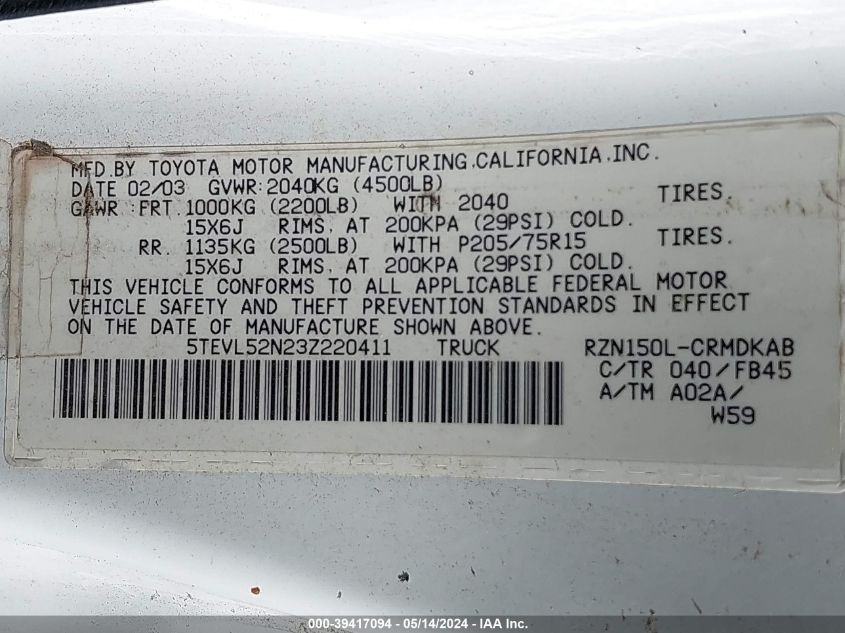 MFD.BY TOYOTA MOTOR MANUFACTURING.CALIFORNIA.INC.
DATE 02/03 GVWR:2040KG (4500LB)
GAWR :FRT.1000KG (2200LB) WITH 2040 TIRES.
15X6J RIMS. AT 200KPA (29PSI) COLD.
RR. 1135KG (2500LB) WITH P205/75R15 TIRES.
15X6J RIMS. AT 200KPA (29PSI) COLD.
THIS VEHICLE CONFORMS TO ALL APPLICABLE FEDERAL MOTOR
VEHICLE SAFETY AND THEFT PREVENTION STANDARDS IN EFFECT
ON THE DATE OF MANUFACTURE SHOWN ABOVE.
5TEVL52N23Z220411 TRUCK RZN150L-CRMDKAB
C/TR 040/FB45
A/TM A02A/
W59
000-39417094 - 05/14/2024 - IAA Inc.